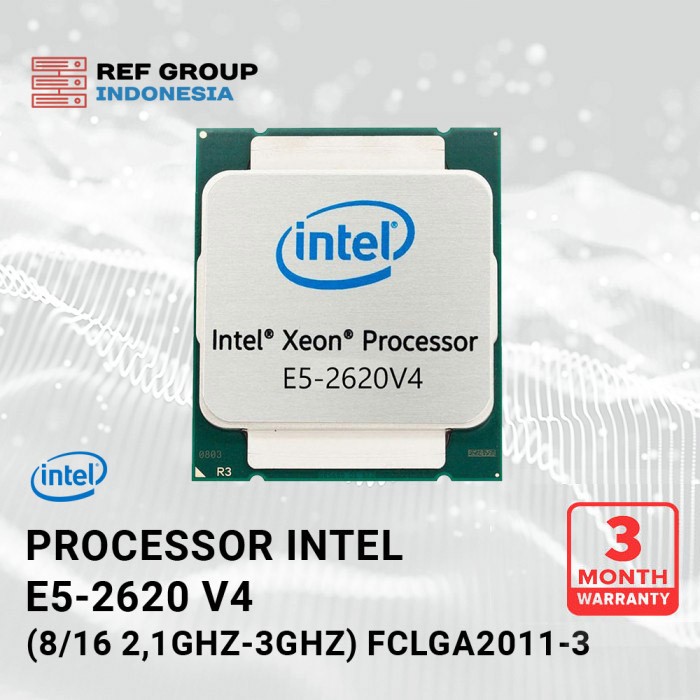 REF GROUP
INDONESIA
intel
Intel® Xeon® Processor
E5-2620V4
0803
R3
intel
PROCESSOR INTEL
E5-2620 V4
(8/16 2,1GHZ-3GHZ) FCLGA2011-3
3
MONTH
WARRANTY